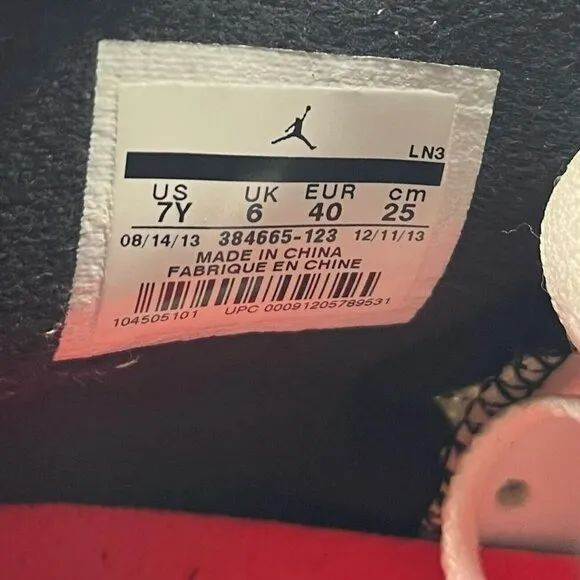 LN3
US UK EUR cm
7Y 6 40 25
08/14/13 384665-123 12/11/13
MADE IN CHINA
FABRIQUE EN CHINE
104505101 UPC 00091205789531